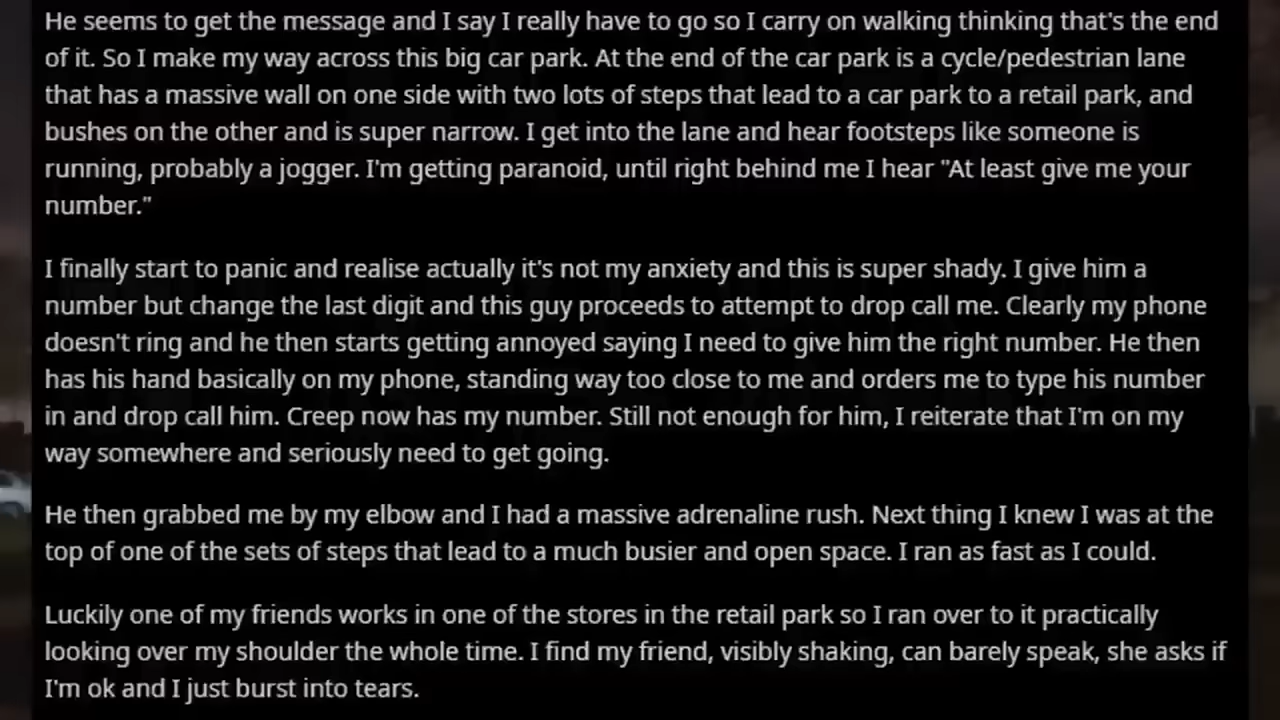 He seems to get the message and I say I really have to go so I carry on walking thinking that's the end
of it. So I make my way across this big car park. At the end of the car park is a cycle/pedestrian lane
that has a massive wall on one side with two lots of steps that lead to a car park to a retail park, and
bushes on the other and is super narrow. I get into the lane and hear footsteps like someone is
running, probably a jogger. I'm getting paranoid, until right behind me I hear "At least give me your
number."
I finally start to panic and realise actually it's not my anxiety and this is super shady. I give him a
number but change the last digit and this guy proceeds to attempt to drop call me. Clearly my phone
doesn't ring and he then starts getting annoyed saying I need to give him the right number. He then
has his hand basically on my phone, standing way too close to me and orders me to type his number
in and drop call him. Creep now has my number. Still not enough for him, I reiterate that I'm on my
way somewhere and seriously need to get going.
He then grabbed me by my elbow and I had a massive adrenaline rush. Next thing I knew I was at the
top of one of the sets of steps that lead to a much busier and open space. I ran as fast as I could.
Luckily one of my friends works in one of the stores in the retail park so I ran over to it practically
looking over my shoulder the whole time. I find my friend, visibly shaking, can barely speak, she asks if
I'm ok and I just burst into tears.